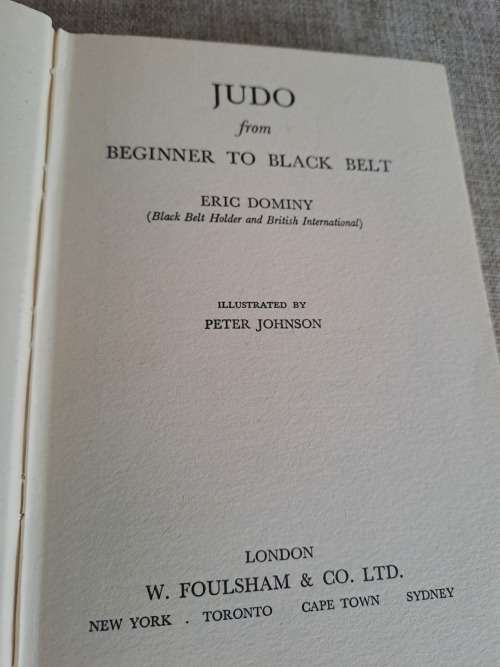 JUDO
from
BEGINNER TO BLACK BELT
ERIC DOMINY
(Black Belt Holder and British International)
ILLUSTRATED BY
PETER JOHNSON
LONDON
W. FOULSHAM & CO. LTD.
NEW YORK . TORONTO CAPE TOWN SYDNEY